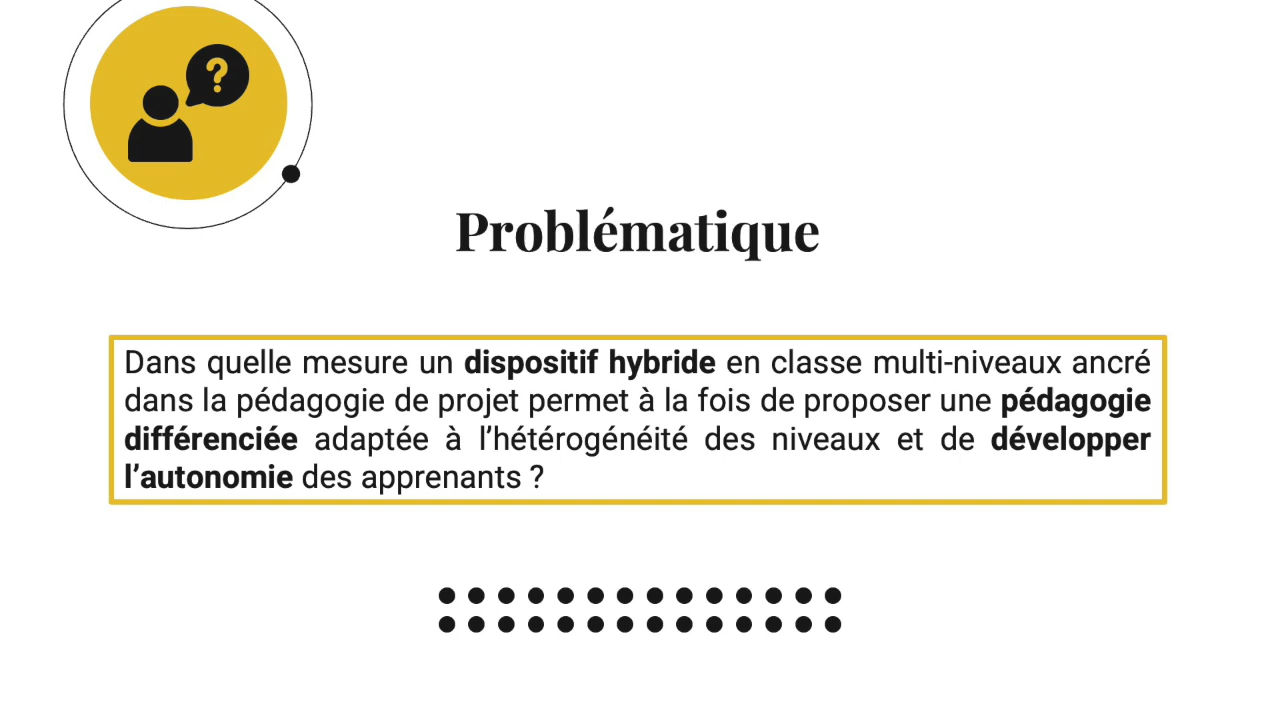 ?
Problématique
Dans quelle mesure un dispositif hybride en classe multi-niveaux ancré
dans la pédagogie de projet permet à la fois de proposer une pédagogie
différenciée adaptée à l’hétérogénéité des niveaux et de développer
l’autonomie des apprenants ?